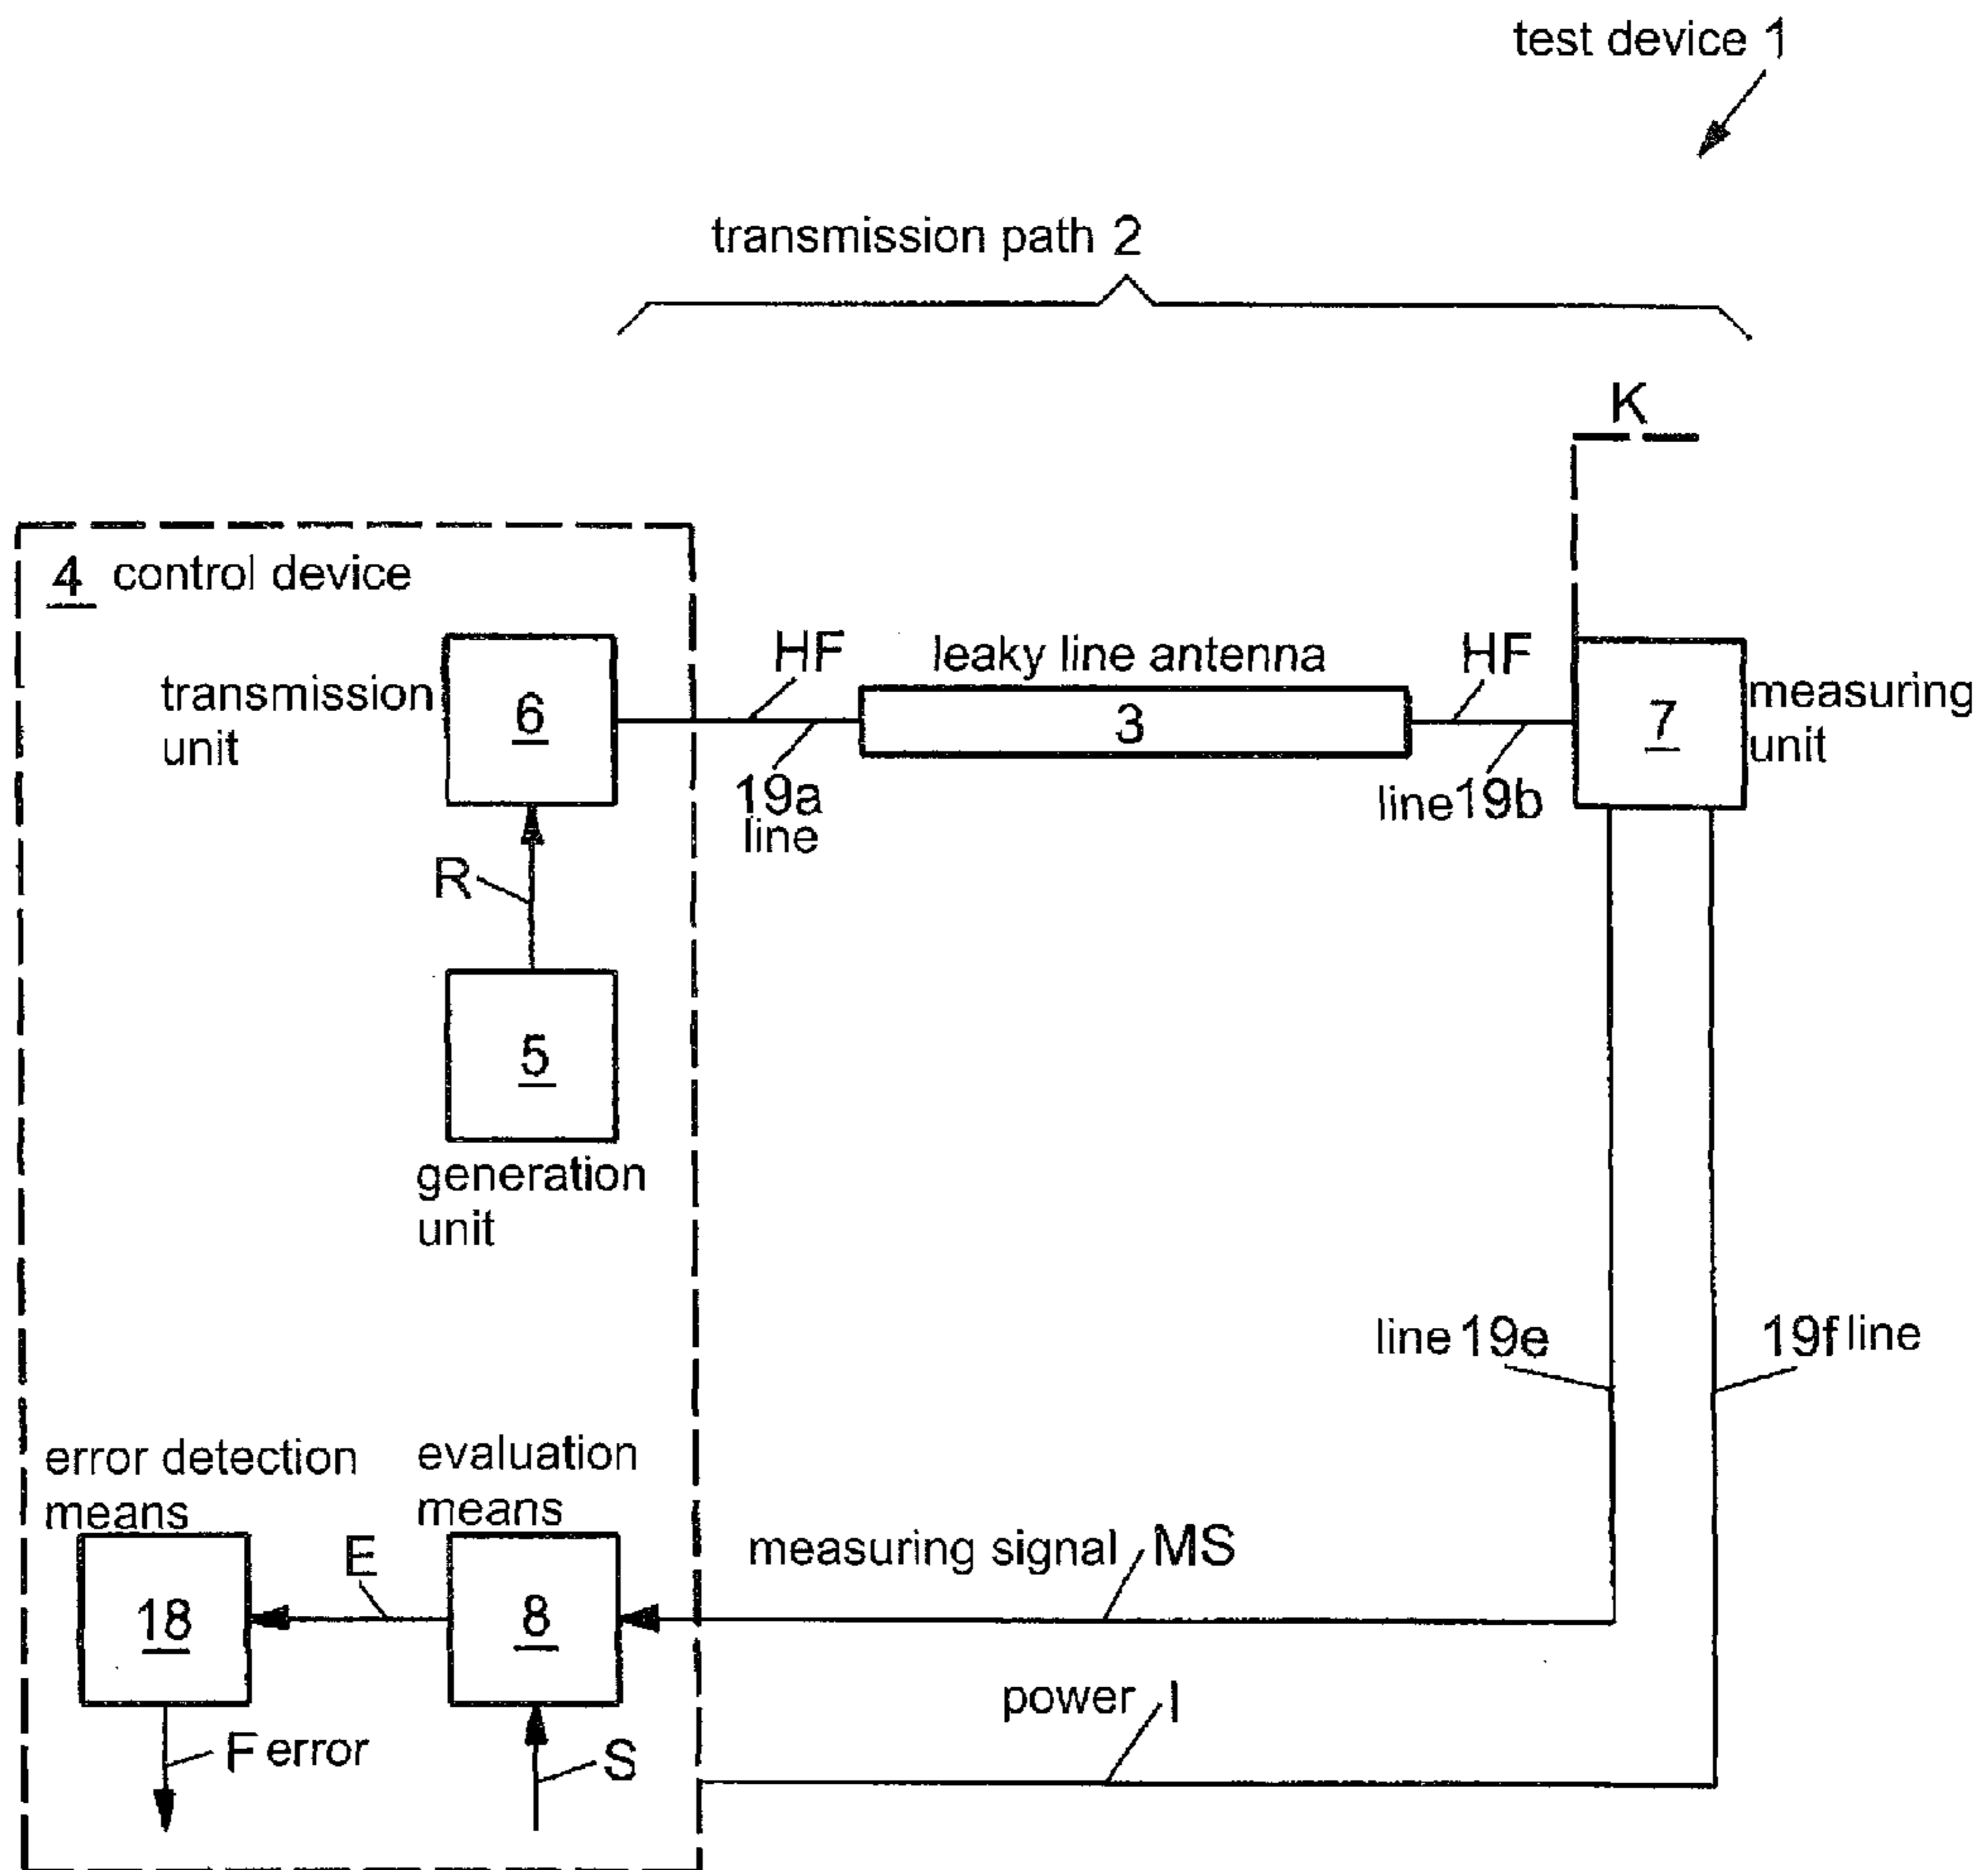 test device 1
transmission path 2
K
4 control device
HF
leaky line antenna
HF
transmission
unit
6
3
7
measuring
unit
19a
line
line 19b
R
5
generation
unit
line 19e
19f line
error detection
means
evaluation
means
E
measuring signal MS
18
8
power I
F error
S